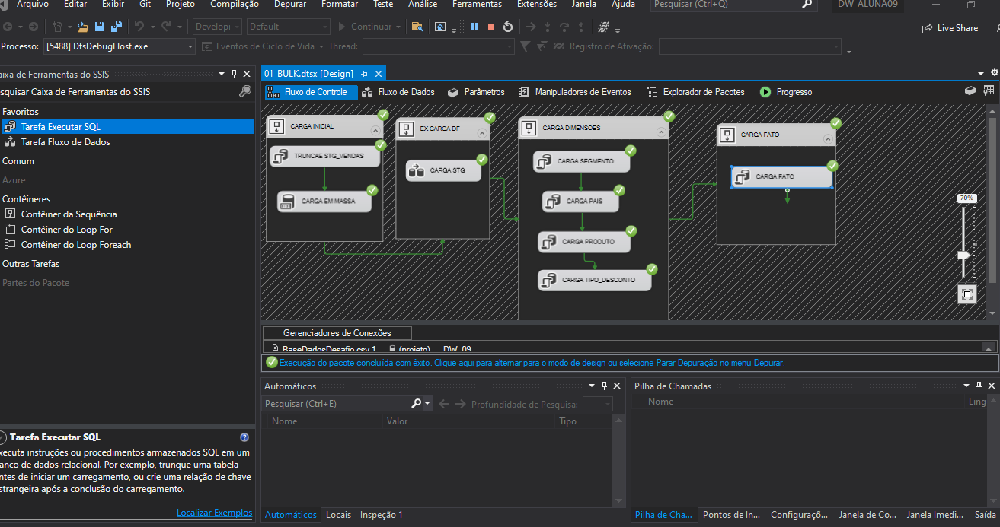 Arquivo Editar Exibir Git Projeto Compilação Depurar Formatar Teste Análise Ferramentas Extensões Janela Ajuda Pesquisar (Ctrl+Q) DW_ALUNA09
Developi Default Continuar Live Share
Processo: [5488] DtsDebugHost.exe Eventos de Ciclo de Vida Thread: Registro de Ativação:
aixa de Ferramentas do SSIS
esquisar Caixa de Ferramentas do SSIS
Favoritos
Tarefa Executar SQL
Tarefa Fluxo de Dados
Comum
Azure
Contêineres
Contêiner da Sequência
Contêiner do Loop For
Contêiner do Loop Foreach
Outras Tarefas
Partes do Pacote
Tarefa Executar SQL
xecuta instruções ou procedimentos armazenados SQL em um
anco de dados relacional. Por exemplo, trunque uma tabela
ntes de iniciar um carregamento, ou crie uma relação de chave
strangeira após a conclusão do carregamento.
Localizar Exemplos
01_BULK.dtsx [Design]
Fluxo de Controle Fluxo de Dados Parâmetros Manipuladores de Eventos Explorador de Pacotes Progresso
CARGA INICIAL
TRUNCAE STG_VENDAS
CARGA EM MASSA
EX CARGA DF
CARGA STG
CARGA DIMENSOES
CARGA SEGMENTO
CARGA PAIS
CARGA PRODUTO
CARGA TIPO_DESCONTO
CARGA FATO
CARGA FATO
70%
Gerenciadores de Conexões
BaseDadosDesafio.csv 1 (projeto) DW_09
Execução do pacote concluída com êxito. Clique aqui para alternar para o modo de design ou selecione Parar Depuração no menu Depurar.
Automáticos
Pesquisar (Ctrl+E) Profundidade de Pesquisa:
Nome Valor Tipo
Automáticos Locais Inspeção 1
Pilha de Chamadas
Nome Ling
Pilha de Cha... Pontos de In... Configuraçõ... Janela de Co... Janela Imedi... Saída